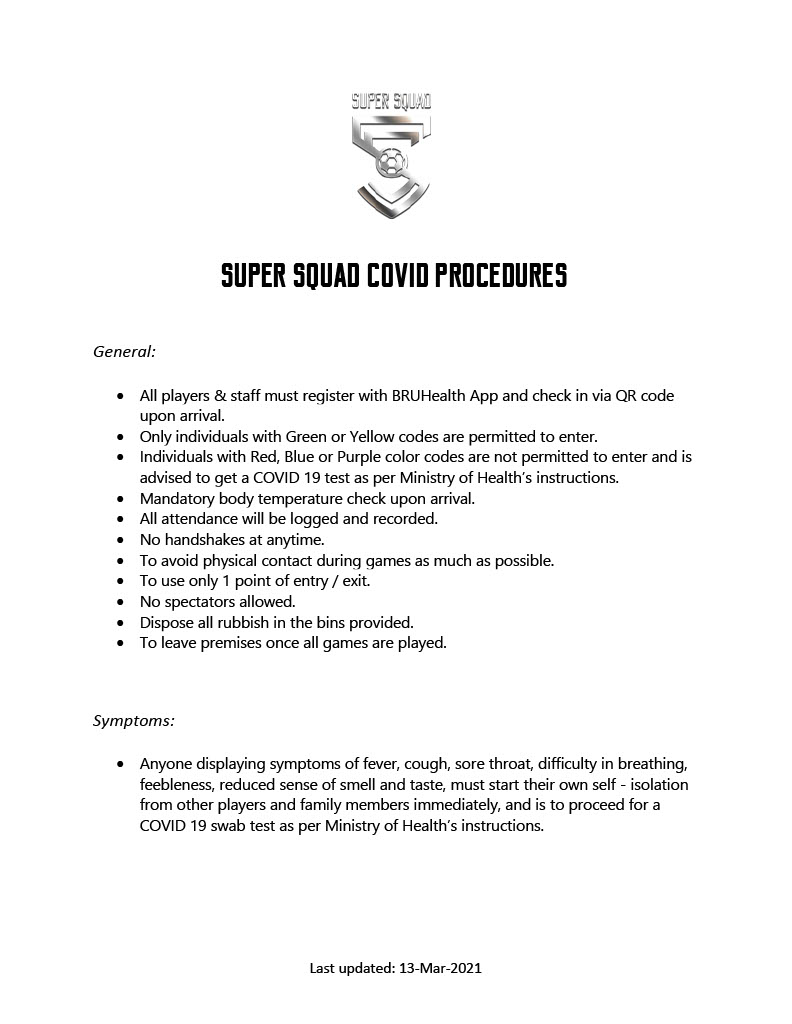 SUPER SQUAD
SUPER SQUAD COVID PROCEDURES
General:
• All players & staff must register with BRUHealth App and check in via QR code
upon arrival.
• Only individuals with Green or Yellow codes are permitted to enter.
• Individuals with Red, Blue or Purple color codes are not permitted to enter and is
advised to get a COVID 19 test as per Ministry of Health’s instructions.
• Mandatory body temperature check upon arrival.
• All attendance will be logged and recorded.
• No handshakes at anytime.
• To avoid physical contact during games as much as possible.
• To use only 1 point of entry / exit.
• No spectators allowed.
• Dispose all rubbish in the bins provided.
• To leave premises once all games are played.
Symptoms:
• Anyone displaying symptoms of fever, cough, sore throat, difficulty in breathing,
feebleness, reduced sense of smell and taste, must start their own self - isolation
from other players and family members immediately, and is to proceed for a
COVID 19 swab test as per Ministry of Health’s instructions.
Last updated: 13-Mar-2021